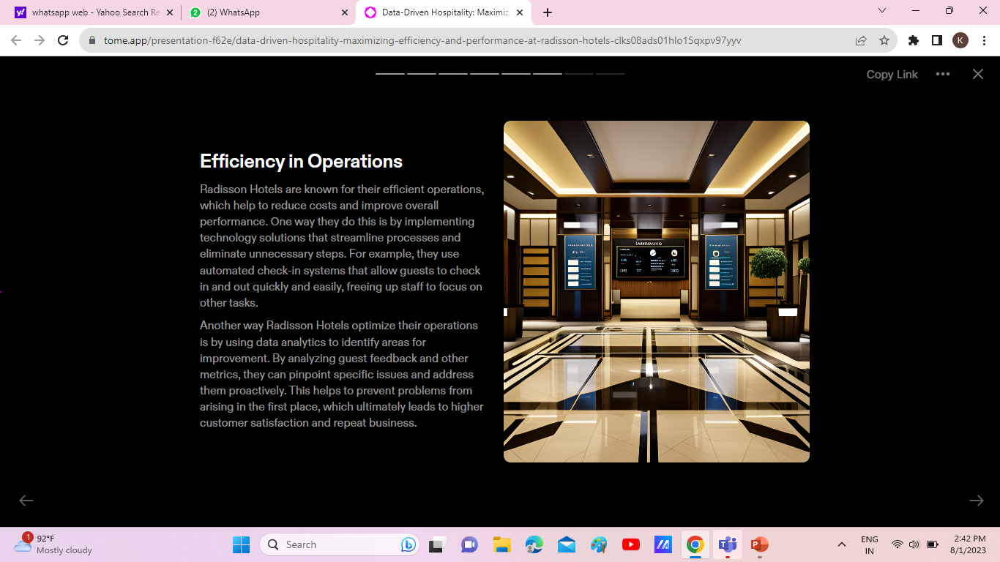 whatsapp web - Yahoo Search Re
(2) WhatsApp
Data-Driven Hospitality: Maximiz
tome.app/presentation-f62e/data-driven-hospitality-maximizing-efficiency-and-performance-at-radisson-hotels-clks08ads01hlo15qxpv97yyv
K
Copy Link
Efficiency in Operations
Radisson Hotels are known for their efficient operations,
which help to reduce costs and improve overall
performance. One way they do this is by implementing
technology solutions that streamline processes and
eliminate unnecessary steps. For example, they use
automated check-in systems that allow guests to check
in and out quickly and easily, freeing up staff to focus on
other tasks.
Another way Radisson Hotels optimize their operations
is by using data analytics to identify areas for
improvement. By analyzing guest feedback and other
metrics, they can pinpoint specific issues and address
them proactively. This helps to prevent problems from
arising in the first place, which ultimately leads to higher
customer satisfaction and repeat business.
1
92°F
Mostly cloudy
Search
ENG
IN
2:42 PM
8/1/2023